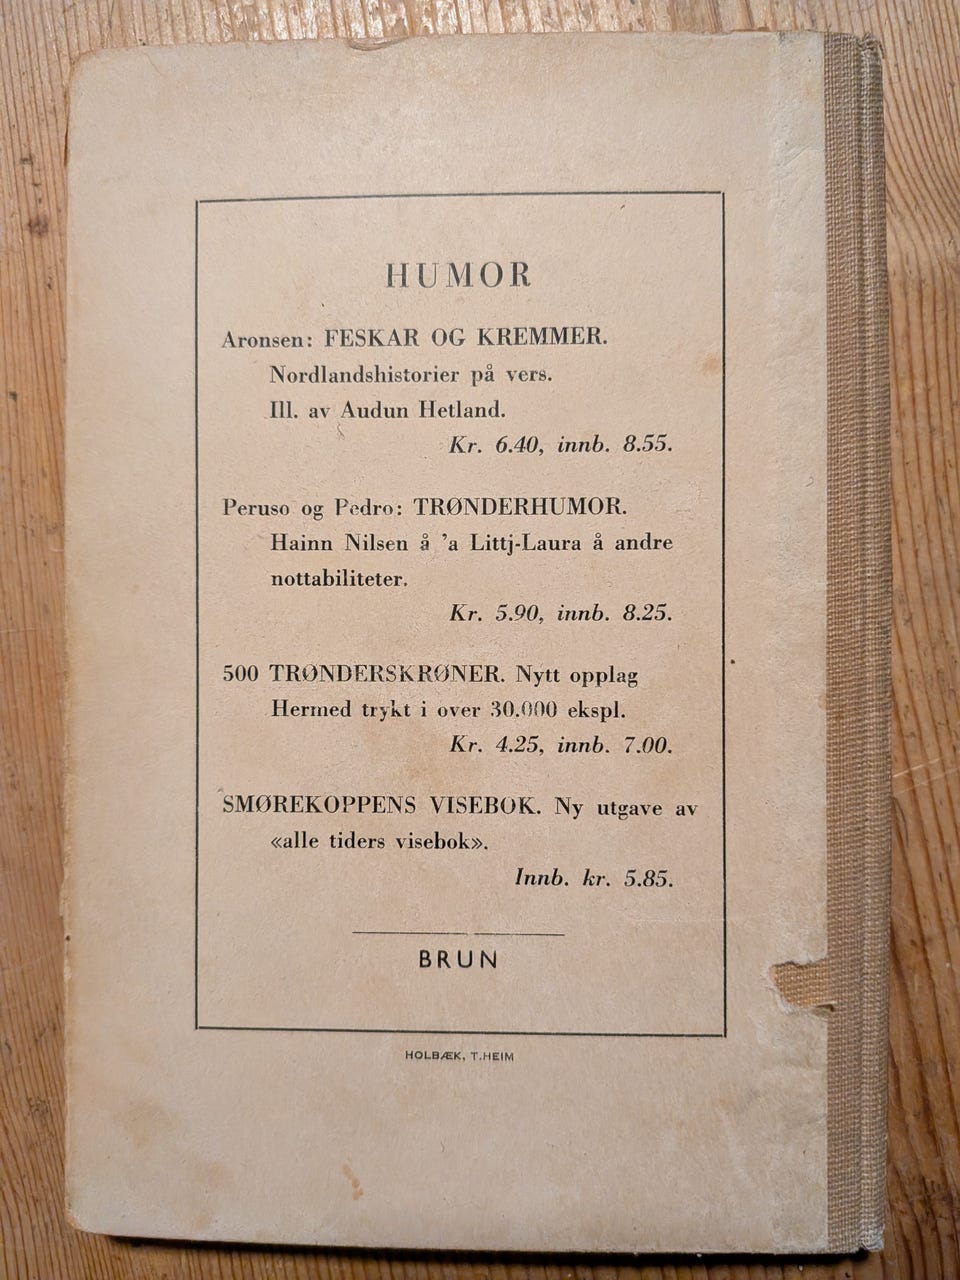 HUMOR
Aronsen: FESKAR OG KREMMER.
Nordlandshistorier på vers.
Ill. av Audun Hetland.
Kr. 6.40, innb. 8.55.
Peruso og Pedro: TRØNDERHUMOR.
Hainn Nilsen å 'a Littj-Laura å andre
nottabiliteter.
Kr. 5.90, innb. 8.25.
500 TRØNDERSKRØNER. Nytt opplag
Hermed trykt i over 30.000 ekspl.
Kr. 4.25, innb. 7.00.
SMØREKOPPENS VISEBOK. Ny utgave av
«alle tiders visebok».
Innb. kr. 5.85.
BRUN
HOLBÆK, T.HEIM